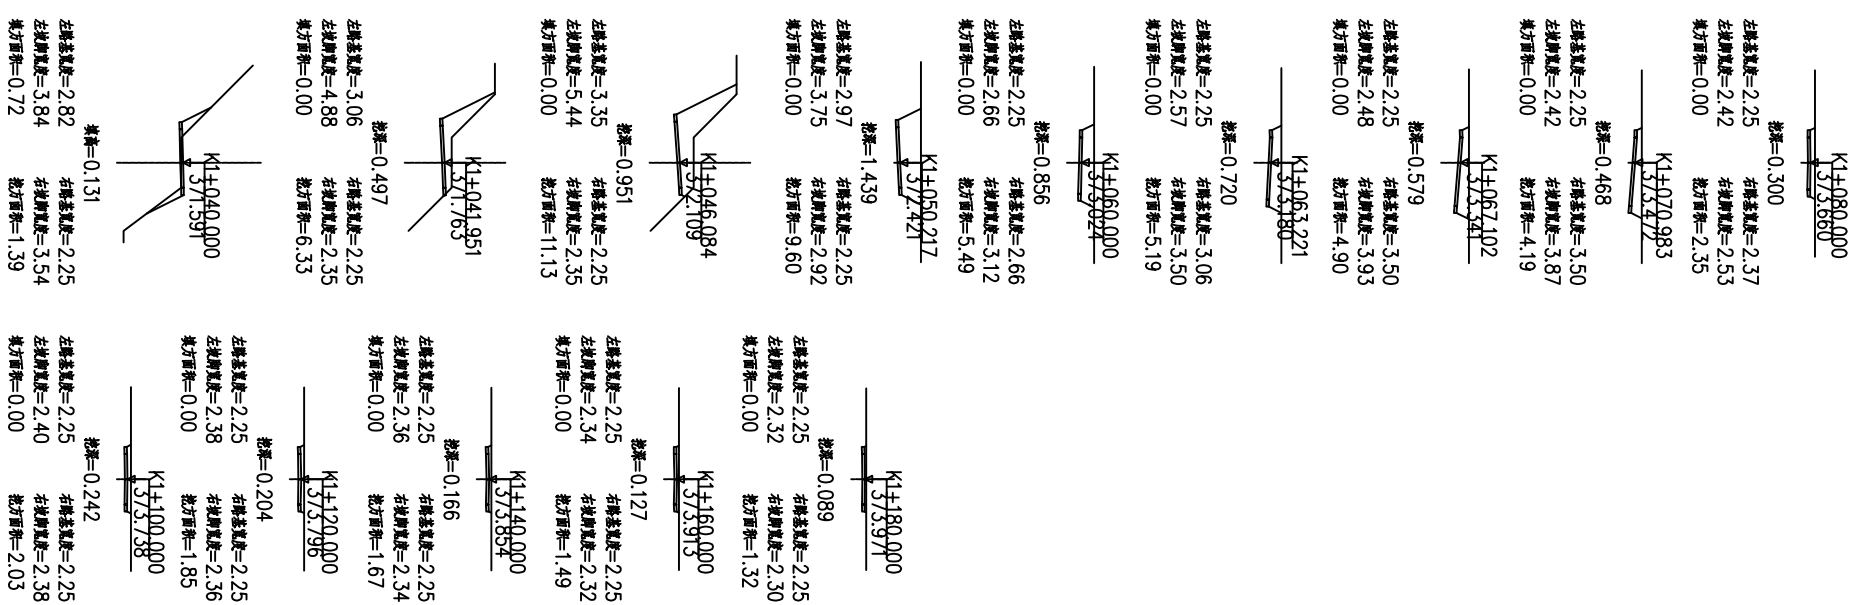 K1+080.000
373.660
挖深=0.300
左路基宽度=2.25 右路基宽度=2.37
左坡脚宽度=2.42 右坡脚宽度=2.53
填方面积=0.00 挖方面积=2.35
K1+070.983
373.472
挖深=0.468
左路基宽度=2.25 右路基宽度=3.50
左坡脚宽度=2.42 右坡脚宽度=3.87
填方面积=0.00 挖方面积=4.19
K1+067.102
373.341
挖深=0.579
左路基宽度=2.25 右路基宽度=3.50
左坡脚宽度=2.48 右坡脚宽度=3.93
填方面积=0.00 挖方面积=4.90
K1+063.221
373.180
挖深=0.720
左路基宽度=2.25 右路基宽度=3.06
左坡脚宽度=2.57 右坡脚宽度=3.50
填方面积=0.00 挖方面积=5.19
K1+060.000
373.024
挖深=0.856
左路基宽度=2.25 右路基宽度=2.66
左坡脚宽度=2.66 右坡脚宽度=3.12
填方面积=0.00 挖方面积=5.49
K1+050.217
372.421
挖深=1.439
左路基宽度=2.97 右路基宽度=2.25
左坡脚宽度=3.75 右坡脚宽度=2.92
填方面积=0.00 挖方面积=9.60
K1+046.084
372.109
挖深=0.951
左路基宽度=3.35 右路基宽度=2.25
左坡脚宽度=5.44 右坡脚宽度=2.35
填方面积=0.00 挖方面积=11.13
K1+041.951
371.763
挖深=0.497
左路基宽度=3.06 右路基宽度=2.25
左坡脚宽度=4.88 右坡脚宽度=2.35
填方面积=0.00 挖方面积=6.33
K1+040.000
371.591
填高=0.131
左路基宽度=2.82 右路基宽度=2.25
左坡脚宽度=3.84 右坡脚宽度=3.54
填方面积=0.72 挖方面积=1.39
K1+180.000
373.971
挖深=0.089
左路基宽度=2.25 右路基宽度=2.25
左坡脚宽度=2.32 右坡脚宽度=2.30
填方面积=0.00 挖方面积=1.32
K1+160.000
373.913
挖深=0.127
左路基宽度=2.25 右路基宽度=2.25
左坡脚宽度=2.34 右坡脚宽度=2.32
填方面积=0.00 挖方面积=1.49
K1+140.000
373.854
挖深=0.166
左路基宽度=2.25 右路基宽度=2.25
左坡脚宽度=2.36 右坡脚宽度=2.34
填方面积=0.00 挖方面积=1.67
K1+120.000
373.796
挖深=0.204
左路基宽度=2.25 右路基宽度=2.25
左坡脚宽度=2.38 右坡脚宽度=2.36
填方面积=0.00 挖方面积=1.85
K1+100.000
373.738
挖深=0.242
左路基宽度=2.25 右路基宽度=2.25
左坡脚宽度=2.40 右坡脚宽度=2.38
填方面积=0.00 挖方面积=2.03